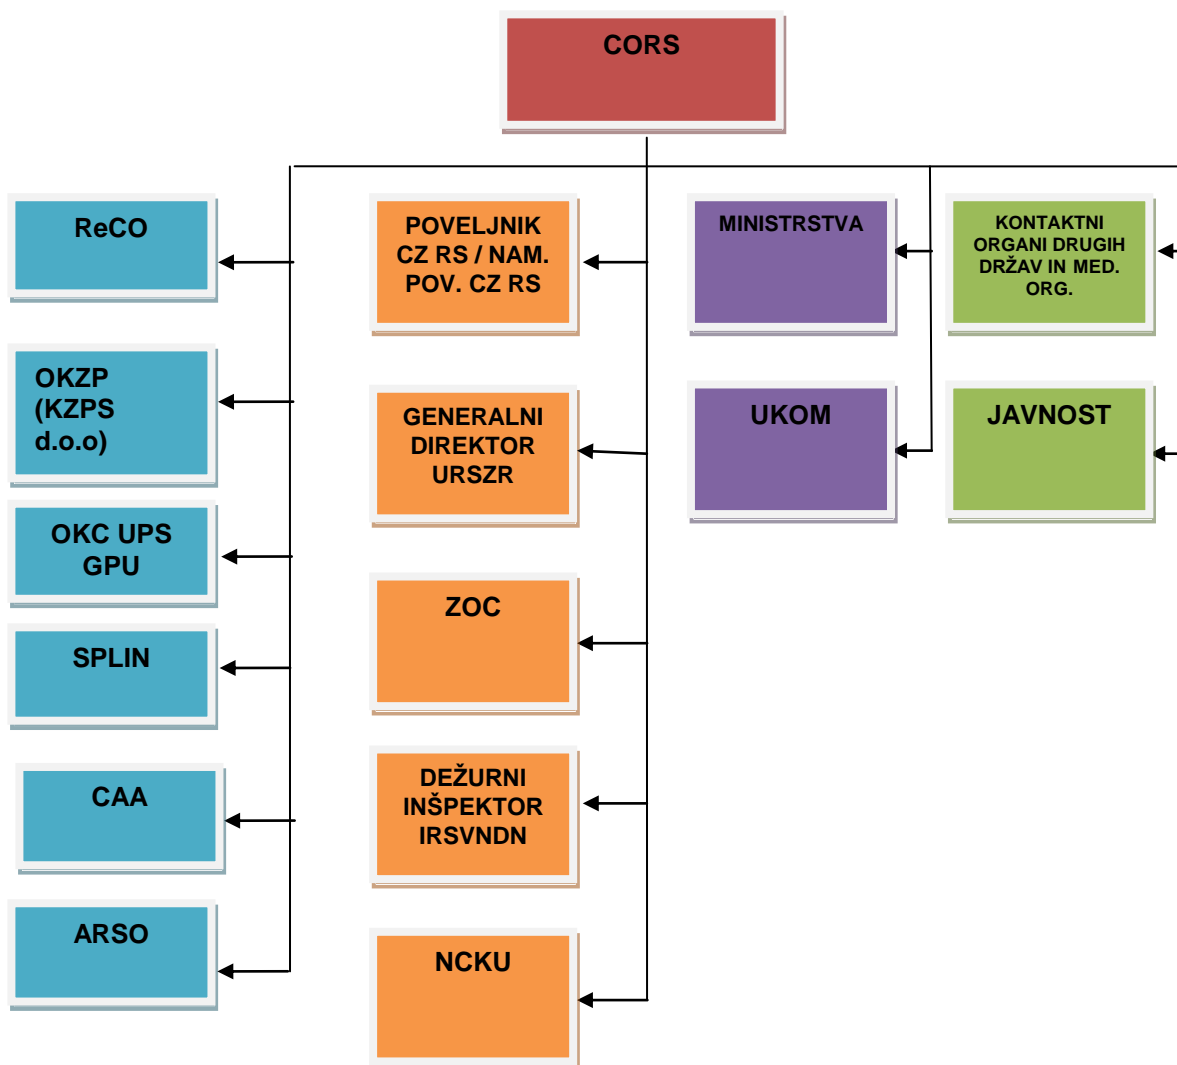 CORS
ReCO
OKZP
(KZPS
d.o.o)
OKC UPS
GPU
SPLIN
CAA
ARSO
POVELJNIK
CZ RS / NAM.
POV. CZ RS
GENERALNI
DIREKTOR
URSZR
ZOC
DEŽURNI
INŠPEKTOR
IRSVNDN
NCKU
MINISTRSTVA
UKOM
KONTAKTNI
ORGANI DRUGIH
DRŽAV IN MED.
ORG.
JAVNOST